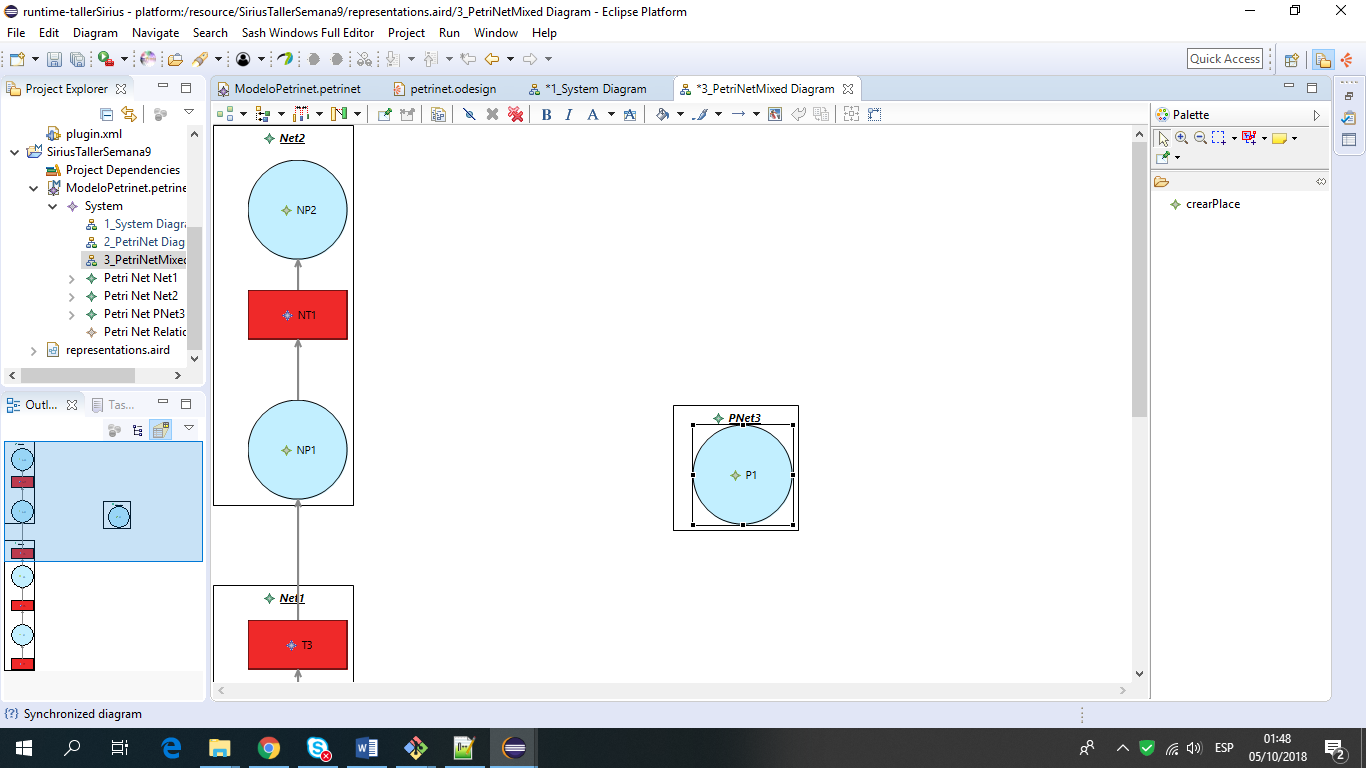 runtime-tallerSirius - platform:/resource/SiriusTallerSemana9/representations.aird/3_PetriNetMixed Diagram - Eclipse Platform
File Edit Diagram Navigate Search Sash Windows Full Editor Project Run Window Help
Quick Access
Project Explorer
ModeloPetrinet.petrinet
petrinet.odesign
*1_System Diagram
*3_PetriNetMixed Diagram
plugin.xml
SiriusTallerSemana9
Project Dependencies
ModeloPetrinet.petrine
System
1_System Diagra
2_PetriNet Diag
3_PetriNetMixed
Petri Net Net1
Petri Net Net2
Petri Net PNet3
Petri Net Relatic
representations.aird
Outl...
Tas...
B I A A
Net2
NP2
NT1
NP1
Net1
T3
PNet3
P1
Palette
crearPlace
Synchronized diagram
ESP
01:48
05/10/2018
2